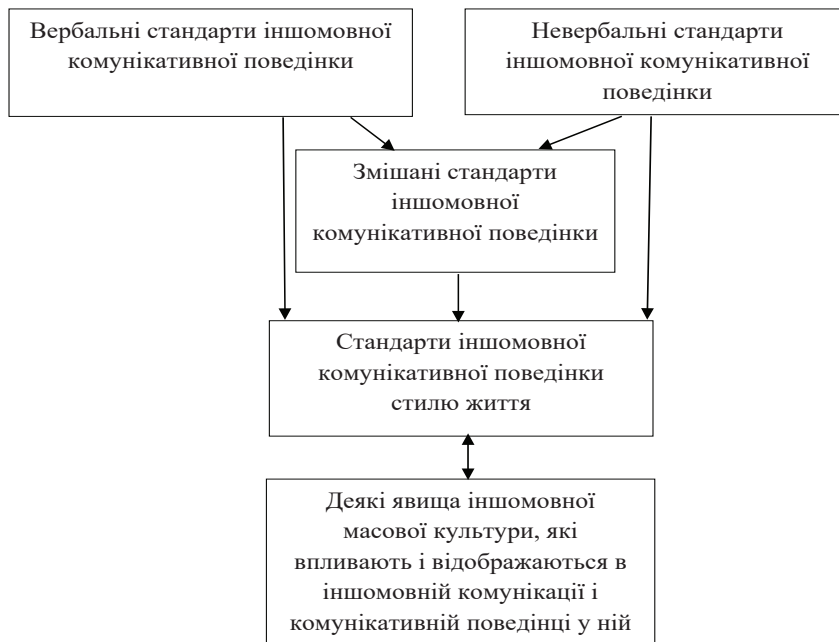 Вербальні стандарти іншомовної
комунікативної поведінки
Невербальні стандарти
іншомовної комунікативної
поведінки
Змішані стандарти
іншомовної
комунікативної поведінки
Стандарти іншомовної
комунікативної поведінки
стилю життя
Деякі явища іншомовної
масової культури, які
впливають і відображаються в
іншомовній комунікації і
комунікативній поведінці у ній